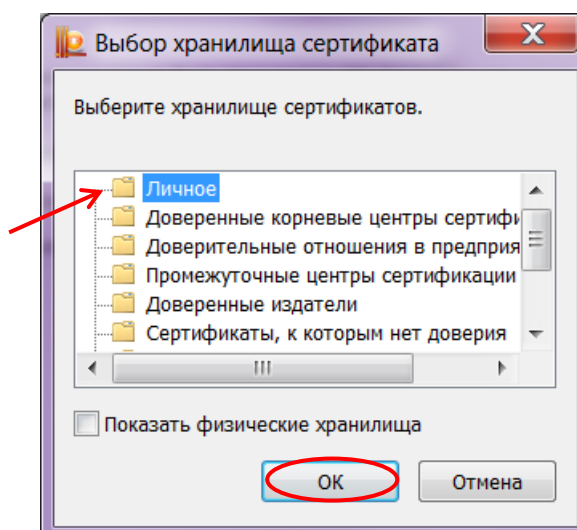 Выбор хранилища сертификата
Выберите хранилище сертификатов.
Личное
Доверенные корневые центры сертифи
Доверительные отношения в предприя
Промежуточные центры сертификации
Доверенные издатели
Сертификаты, к которым нет доверия
Показать физические хранилища
ОК Отмена